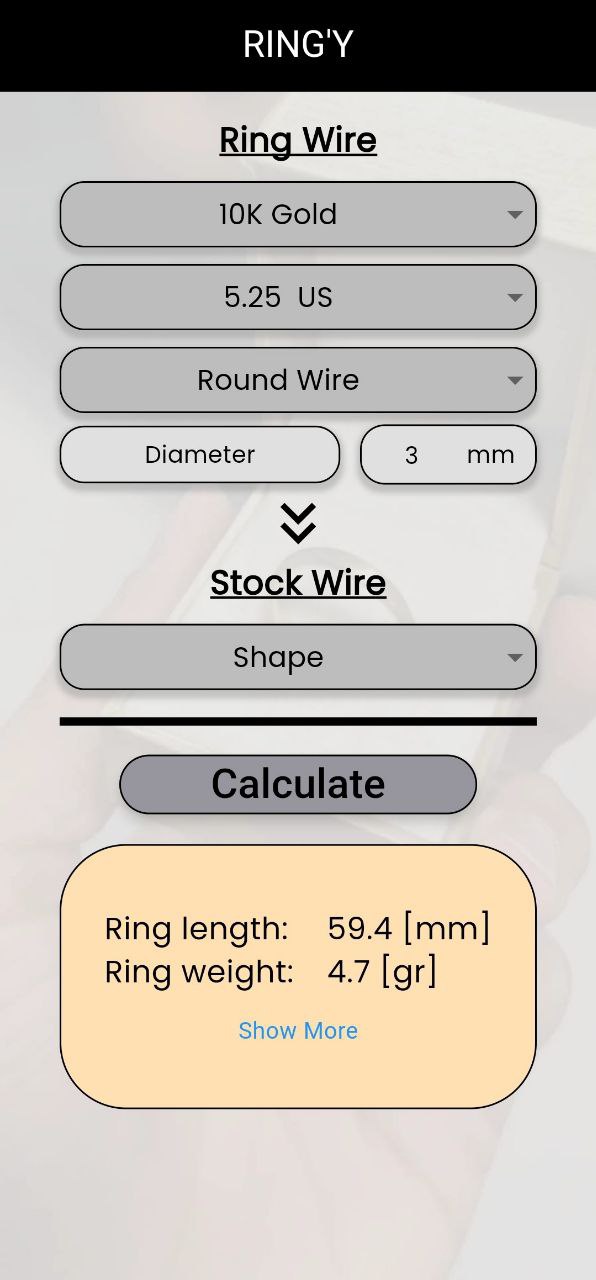 RING'Y
Ring Wire
10K Gold
5.25 US
Round Wire
Diameter 3 mm
Stock Wire
Shape
Calculate
Ring length: 59.4 [mm]
Ring weight: 4.7 [gr]
Show More